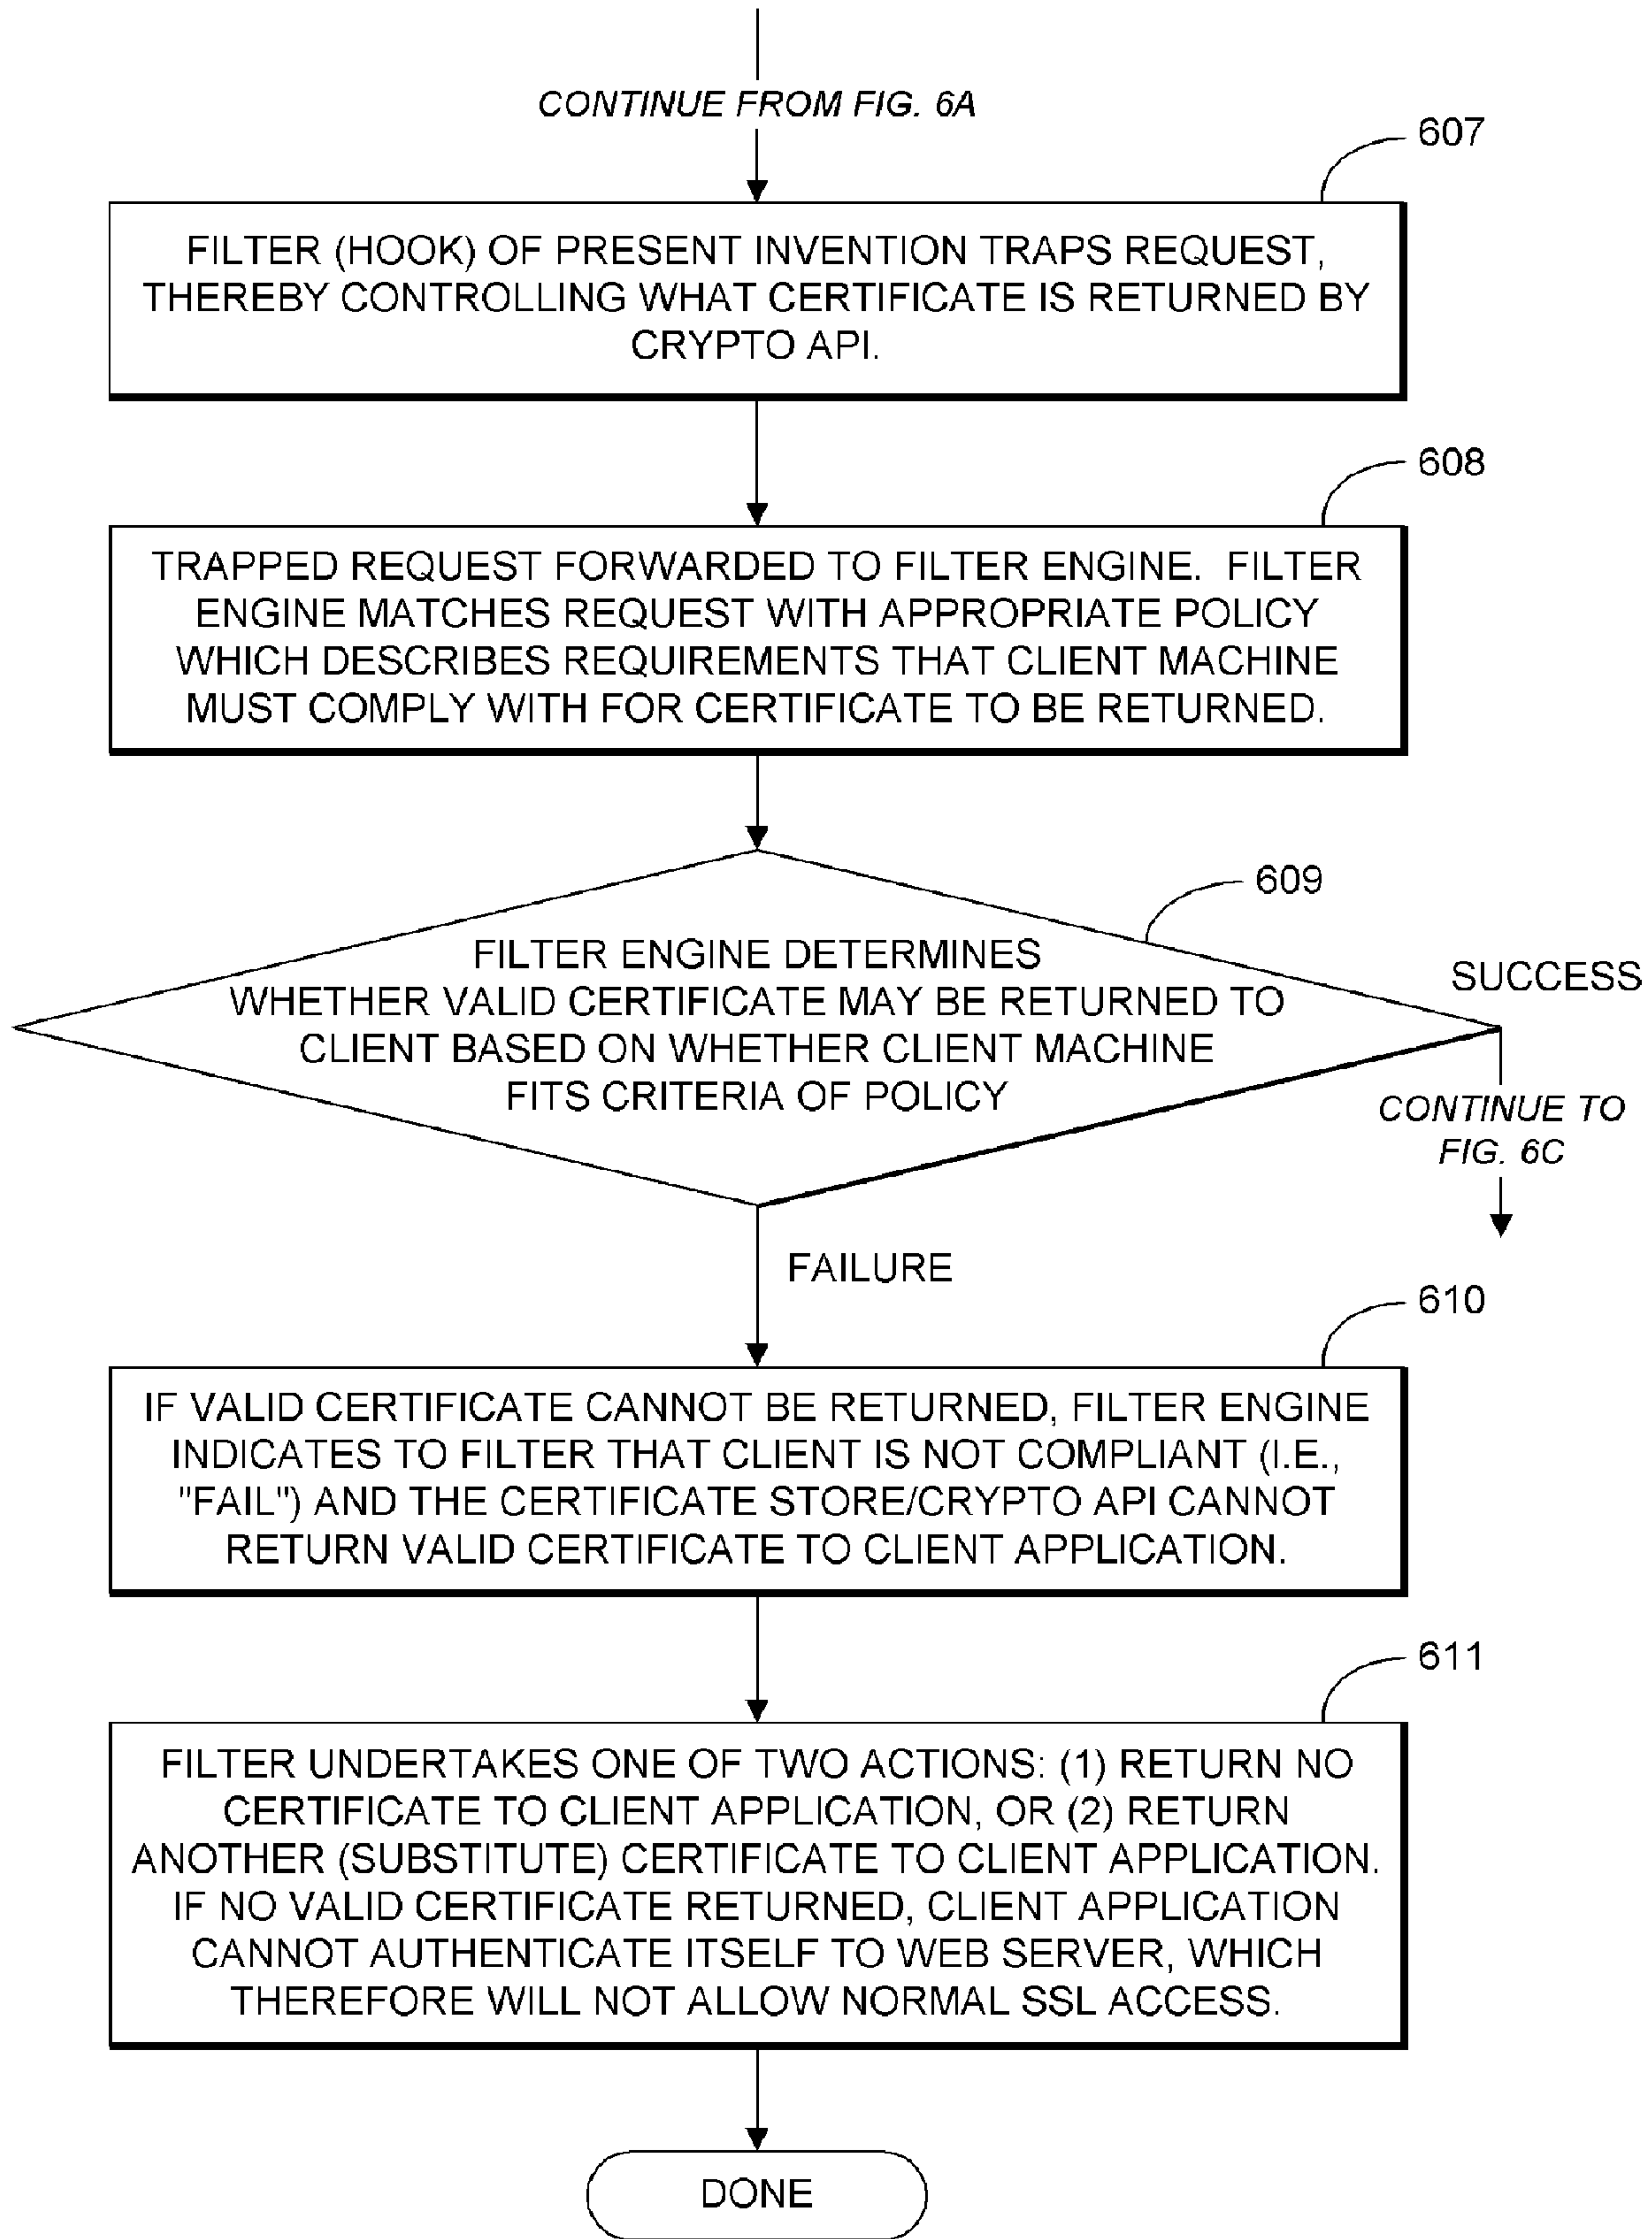 CONTINUE FROM FIG. 6A
607
FILTER (HOOK) OF PRESENT INVENTION TRAPS REQUEST,
THEREBY CONTROLLING WHAT CERTIFICATE IS RETURNED BY
CRYPTO API.
608
TRAPPED REQUEST FORWARDED TO FILTER ENGINE. FILTER
ENGINE MATCHES REQUEST WITH APPROPRIATE POLICY
WHICH DESCRIBES REQUIREMENTS THAT CLIENT MACHINE
MUST COMPLY WITH FOR CERTIFICATE TO BE RETURNED.
609
FILTER ENGINE DETERMINES
WHETHER VALID CERTIFICATE MAY BE RETURNED TO
CLIENT BASED ON WHETHER CLIENT MACHINE
FITS CRITERIA OF POLICY
SUCCESS
CONTINUE TO
FIG. 6C
FAILURE
610
IF VALID CERTIFICATE CANNOT BE RETURNED, FILTER ENGINE
INDICATES TO FILTER THAT CLIENT IS NOT COMPLIANT (I.E.,
"FAIL") AND THE CERTIFICATE STORE/CRYPTO API CANNOT
RETURN VALID CERTIFICATE TO CLIENT APPLICATION.
611
FILTER UNDERTAKES ONE OF TWO ACTIONS: (1) RETURN NO
CERTIFICATE TO CLIENT APPLICATION, OR (2) RETURN
ANOTHER (SUBSTITUTE) CERTIFICATE TO CLIENT APPLICATION.
IF NO VALID CERTIFICATE RETURNED, CLIENT APPLICATION
CANNOT AUTHENTICATE ITSELF TO WEB SERVER, WHICH
THEREFORE WILL NOT ALLOW NORMAL SSL ACCESS.
DONE